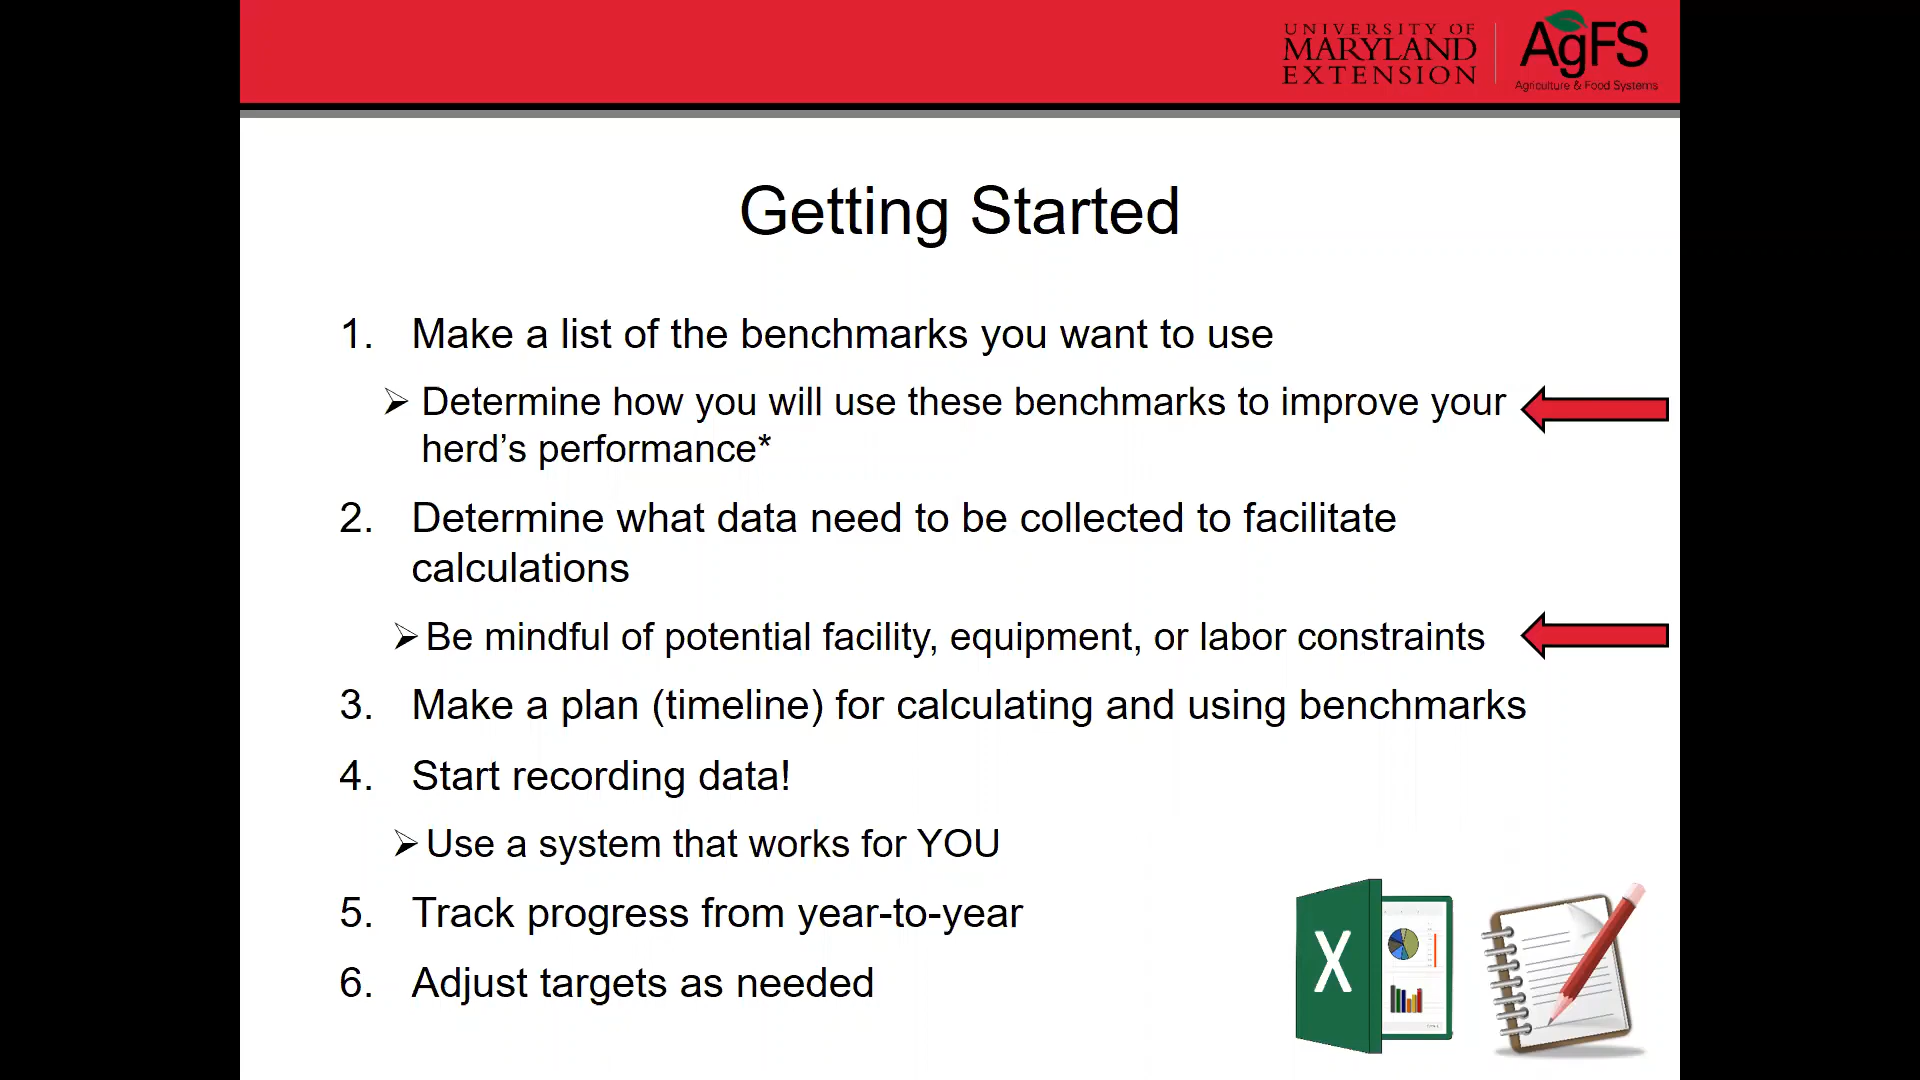 UNIVERSITY OF
MARYLAND
EXTENSION
AgFS
Agriculture & Food Systems
Getting Started
1. Make a list of the benchmarks you want to use
➢ Determine how you will use these benchmarks to improve your
herd’s performance*
2. Determine what data need to be collected to facilitate
calculations
➢ Be mindful of potential facility, equipment, or labor constraints
3. Make a plan (timeline) for calculating and using benchmarks
4. Start recording data!
➢ Use a system that works for YOU
5. Track progress from year-to-year
6. Adjust targets as needed
X